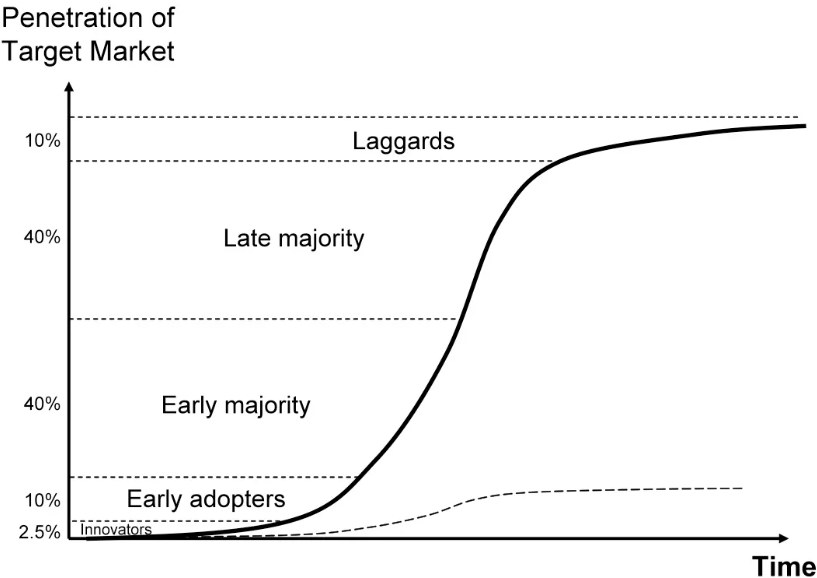 Penetration of
Target Market
10%
Laggards
40%
Late majority
40%
Early majority
10%
Early adopters
2.5%
Innovators
Time